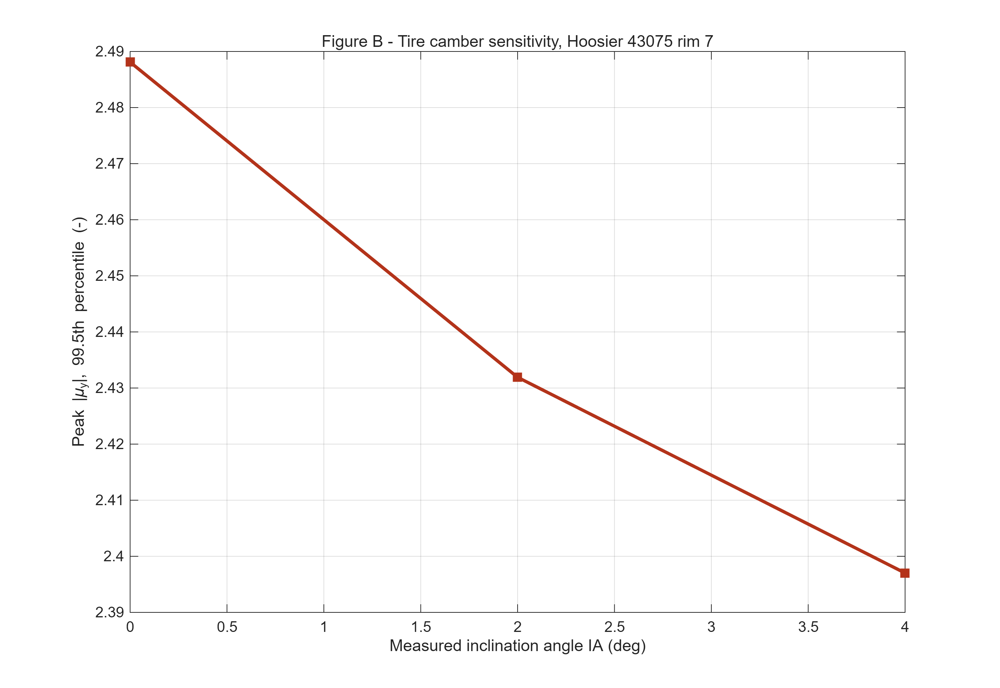 Figure B - Tire camber sensitivity, Hoosier 43075 rim 7
Peak |μy|, 99.5th percentile (-)
2.49
2.48
2.47
2.46
2.45
2.44
2.43
2.42
2.41
2.4
2.39
0 0.5 1 1.5 2 2.5 3 3.5 4
Measured inclination angle IA (deg)